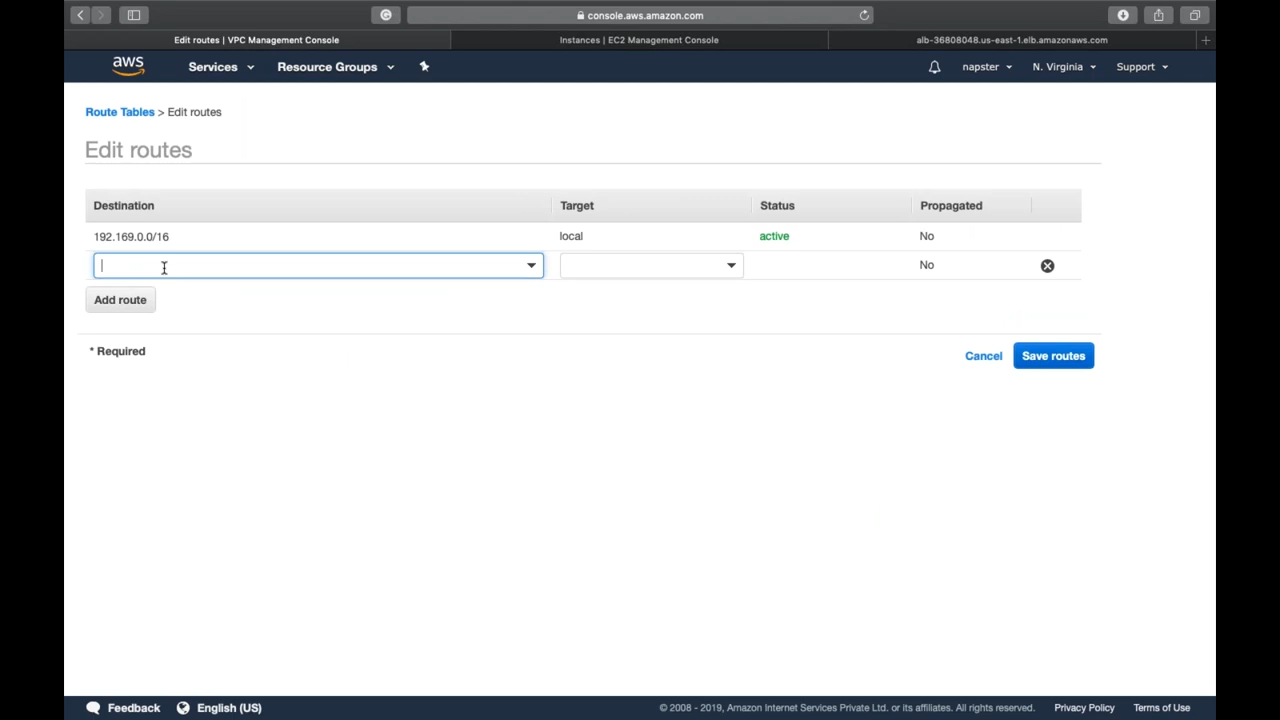 console.aws.amazon.com
Edit routes | VPC Management Console
Instances | EC2 Management Console
alb-36808048.us-east-1.elb.amazonaws.com
aws
Services
Resource Groups
napster
N. Virginia
Support
Route Tables > Edit routes
Edit routes
Destination Target Status Propagated
192.169.0.0/16 local active No
No
Add route
* Required
Cancel
Save routes
Feedback
English (US)
© 2008 - 2019, Amazon Internet Services Private Ltd. or its affiliates. All rights reserved.
Privacy Policy
Terms of Use